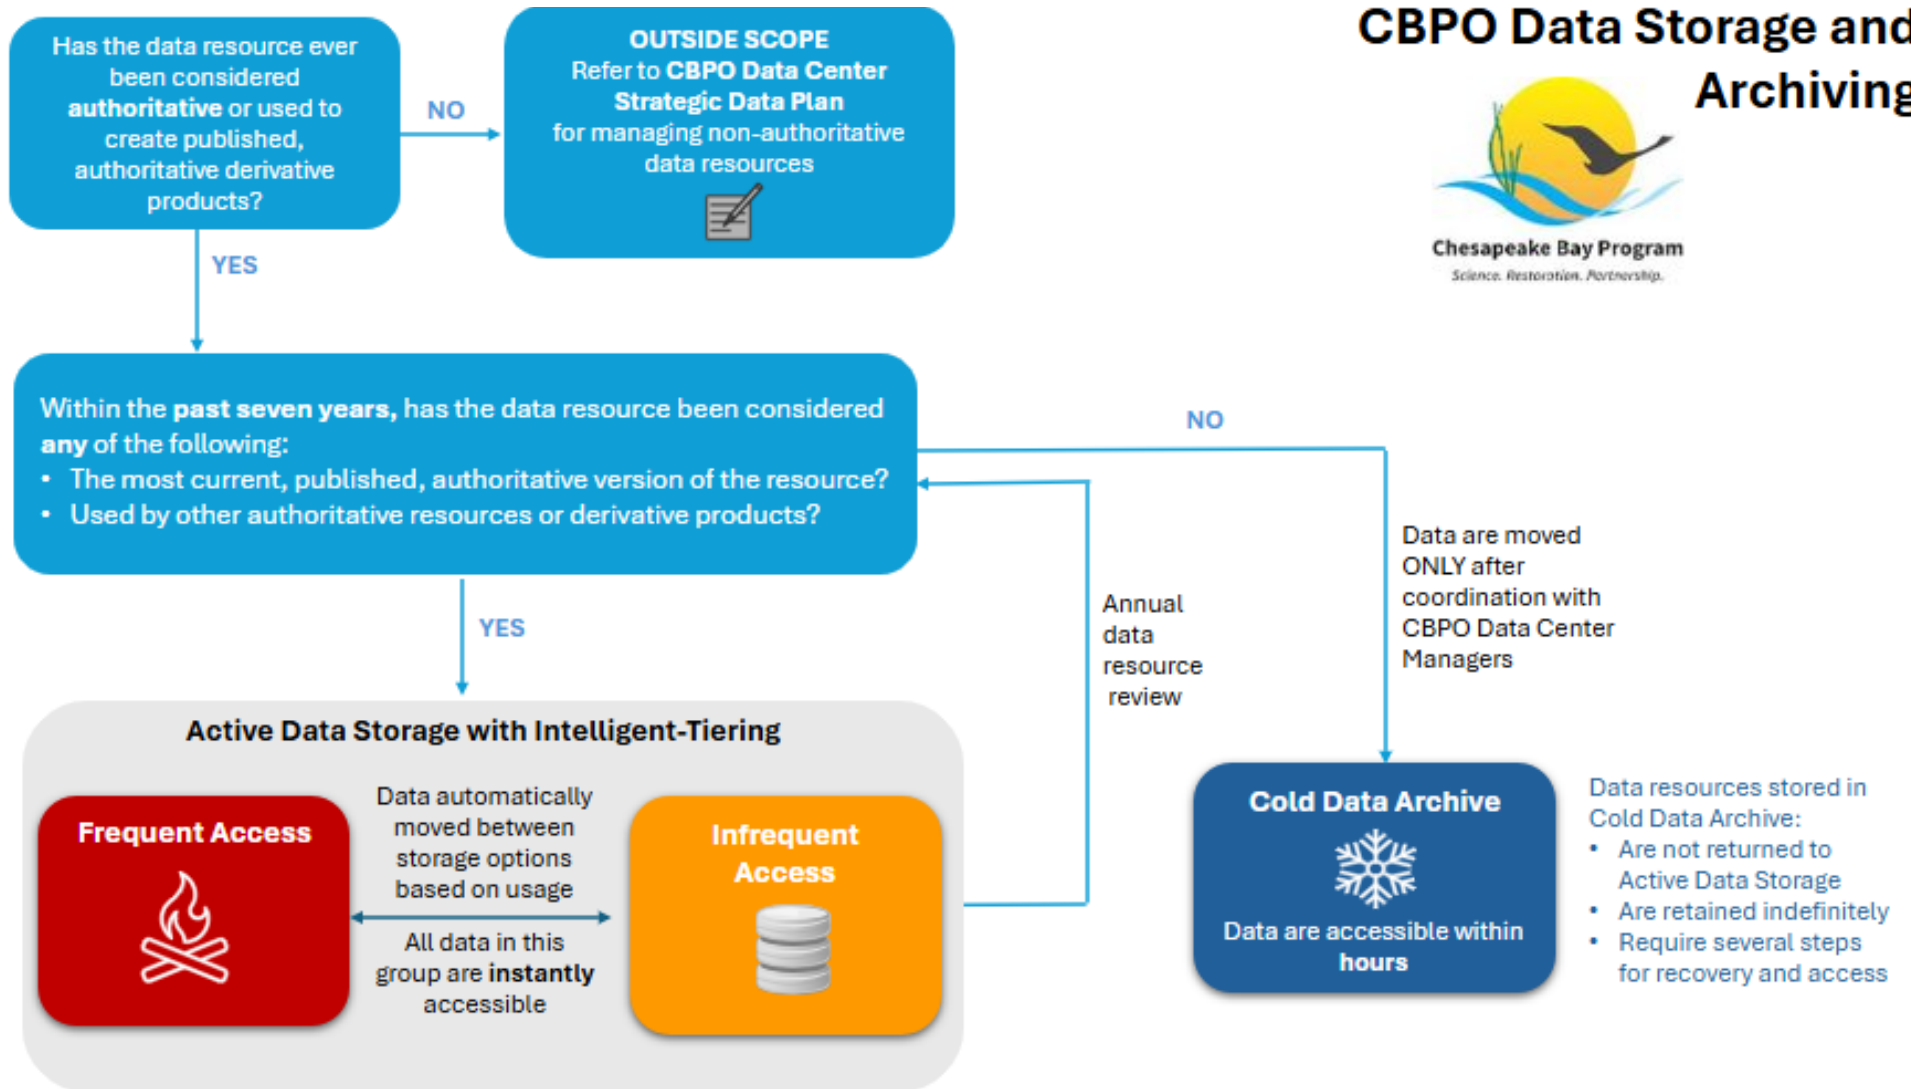 CBPO Data Storage and
Archiving
Chesapeake Bay Program
Science. Restoration. Partnership.
Has the data resource ever
been considered
authoritative or used to
create published,
authoritative derivative
products?
NO
OUTSIDE SCOPE
Refer to CBPO Data Center
Strategic Data Plan
for managing non-authoritative
data resources
YES
Within the past seven years, has the data resource been considered
any of the following:
• The most current, published, authoritative version of the resource?
• Used by other authoritative resources or derivative products?
NO
Data are moved
ONLY after
coordination with
CBPO Data Center
Managers
Annual
data
resource
review
YES
Active Data Storage with Intelligent-Tiering
Frequent Access
Data automatically
moved between
storage options
based on usage
All data in this
group are instantly
accessible
Infrequent
Access
Cold Data Archive
Data are accessible within
hours
Data resources stored in
Cold Data Archive:
• Are not returned to
Active Data Storage
• Are retained indefinitely
• Require several steps
for recovery and access